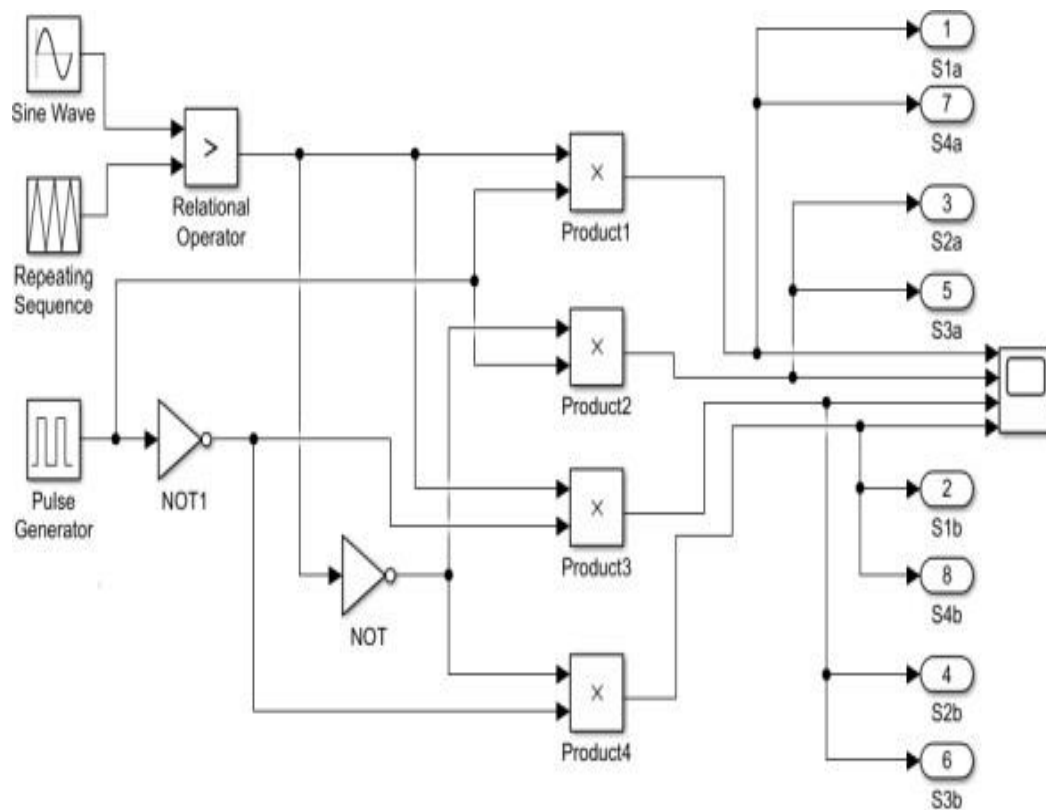 1
S1a
7
S4a
Sine Wave
>
Relational
Operator
×
Product1
3
S2a
Repeating
Sequence
5
S3a
×
Product2
Pulse
Generator
NOT1
×
Product3
2
S1b
NOT
8
S4b
×
Product4
4
S2b
6
S3b